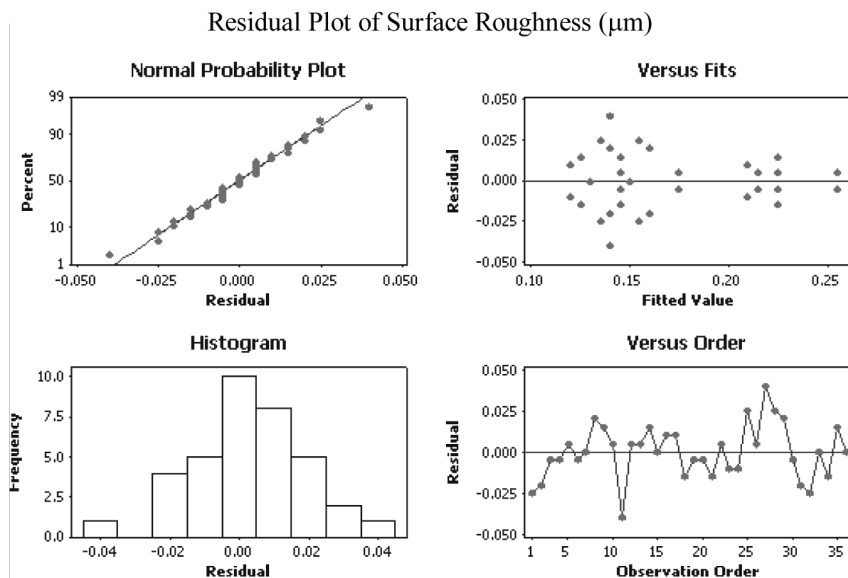 Residual Plot of Surface Roughness (μm)
Normal Probability Plot
99
90
50
10
1
Percent
-0.050 -0.025 0.000 0.025 0.050
Residual
Versus Fits
0.050
0.025
0.000
-0.025
-0.050
Residual
0.10 0.15 0.20 0.25
Fitted Value
Histogram
10.0
7.5
5.0
2.5
0.0
Frequency
-0.04 -0.02 0.00 0.02 0.04
Residual
Versus Order
0.050
0.025
0.000
-0.025
-0.050
Residual
1 5 10 15 20 25 30 35
Observation Order